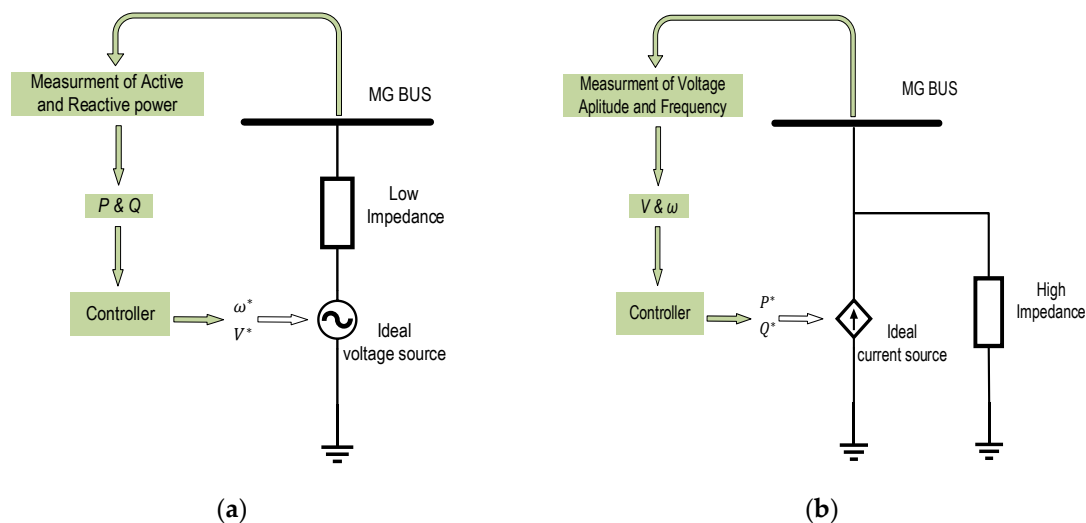 Measurment of Active
and Reactive power
MG BUS
P & Q
Low
Impedance
Controller
ω*
V*
Ideal
voltage source
(a)
Measurment of Voltage
Aplitude and Frequency
MG BUS
V & ω
Controller
P*
Q*
Ideal
current source
High
Impedance
(b)